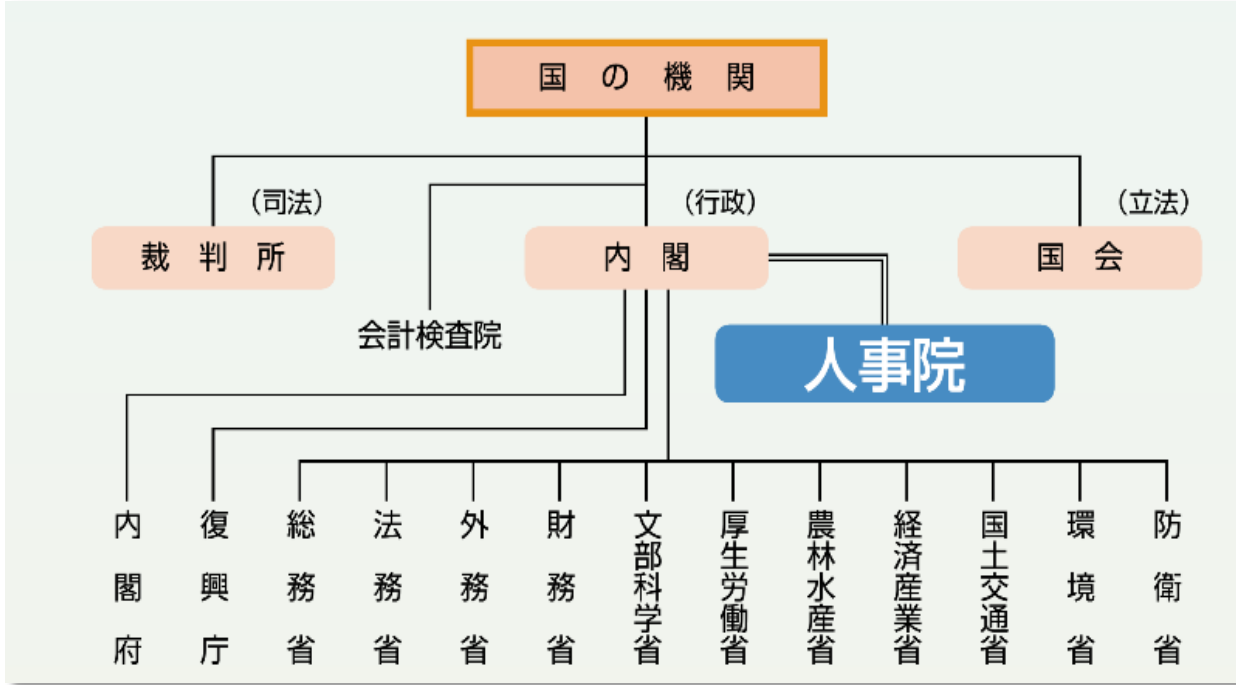 国の機関
（司法）
（行政）
（立法）
裁判所
内閣
国会
会計検査院
人事院
内閣府
復興庁
総務省
法務省
外務省
財務省
文部科学省
厚生労働省
農林水産省
経済産業省
国土交通省
環境省
防衛省